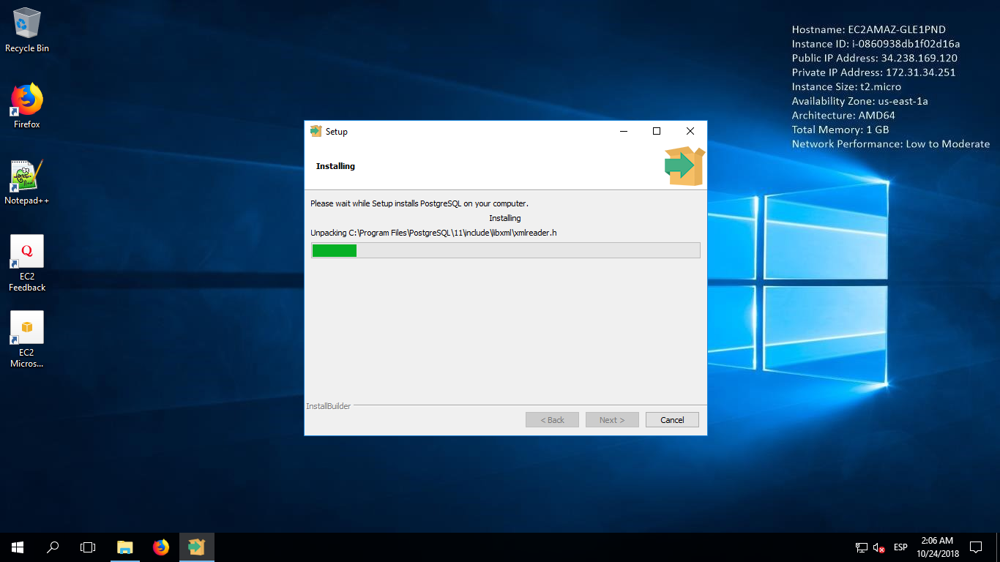 Recycle Bin
Firefox
Notepad++
Q
EC2
Feedback
EC2
Micros...
Hostname: EC2AMAZ-GLE1PND
Instance ID: i-0860938db1f02d16a
Public IP Address: 34.238.169.120
Private IP Address: 172.31.34.251
Instance Size: t2.micro
Availability Zone: us-east-1a
Architecture: AMD64
Total Memory: 1 GB
Network Performance: Low to Moderate
Setup
Installing
Please wait while Setup installs PostgreSQL on your computer.
Installing
Unpacking C:\Program Files\PostgreSQL\11\include\libxml\xmlreader.h
InstallBuilder
< Back
Next >
Cancel
ESP
2:06 AM
10/24/2018